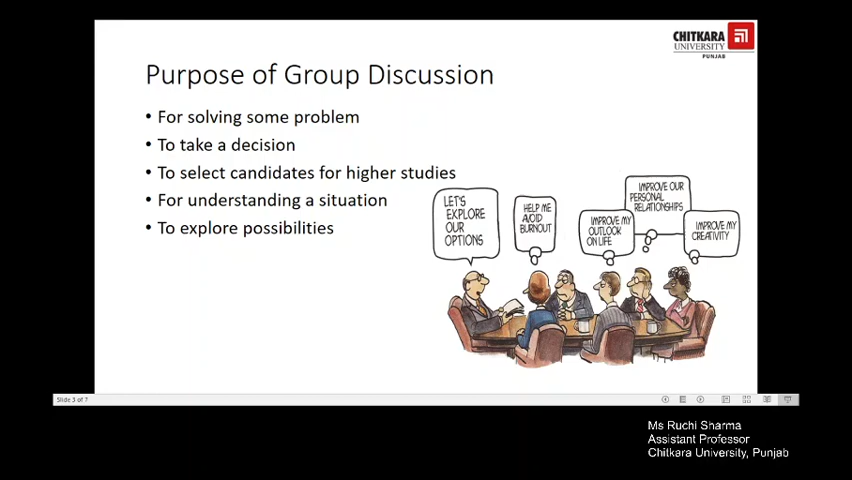 CHITKARA
UNIVERSITY
PUNJAB
Purpose of Group Discussion
• For solving some problem
• To take a decision
• To select candidates for higher studies
• For understanding a situation
• To explore possibilities
LET'S
EXPLORE
OUR
OPTIONS
HELP ME
AVOID
BURNOUT
IMPROVE MY
OUTLOOK
ON LIFE
IMPROVE OUR
PERSONAL
RELATIONSHIPS
IMPROVE MY
CREATIVITY
Slide 3 of 7
Ms Ruchi Sharma
Assistant Professor
Chitkara University, Punjab